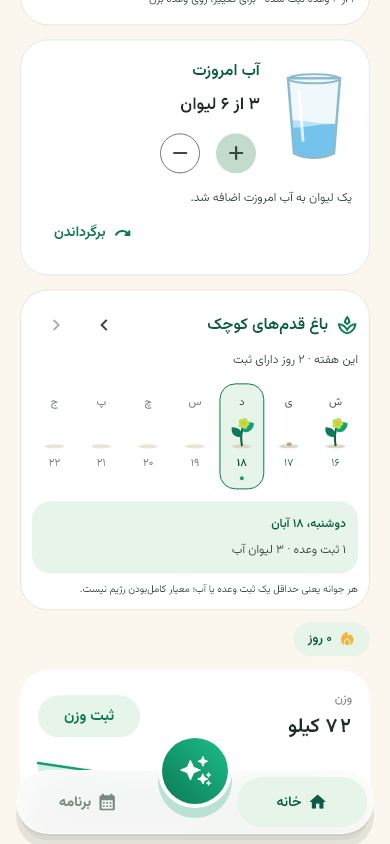 آب امروزت
۳ از ۶ لیوان
یک لیوان به آب امروزت اضافه شد.
برگرداندن
باغ قدم‌های کوچک
این هفته · ۲ روز دارای ثبت
ش ی د س چ پ ج
۱۶ ۱۷ ۱۸ ۱۹ ۲۰ ۲۱ ۲۲
دوشنبه، ۱۸ آبان
۱ ثبت وعده · ۳ لیوان آب
هر جوانه یعنی حداقل یک ثبت وعده یا آب؛ معیار کامل‌بودن رژیم نیست.
۰ روز
وزن
۷۲ کیلو
ثبت وزن
خانه
برنامه